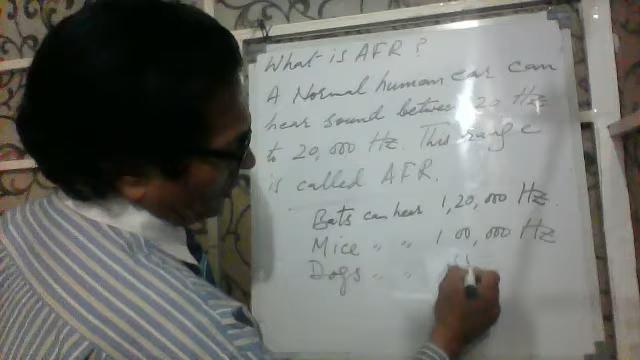 What is AFR?
A Normal human ear can
hear sound between 20 Hz
to 20,000 Hz. This range
is called AFR.
Bats can hear 1,20,000 Hz.
Mice " " 1 00,000 Hz
Dogs " "